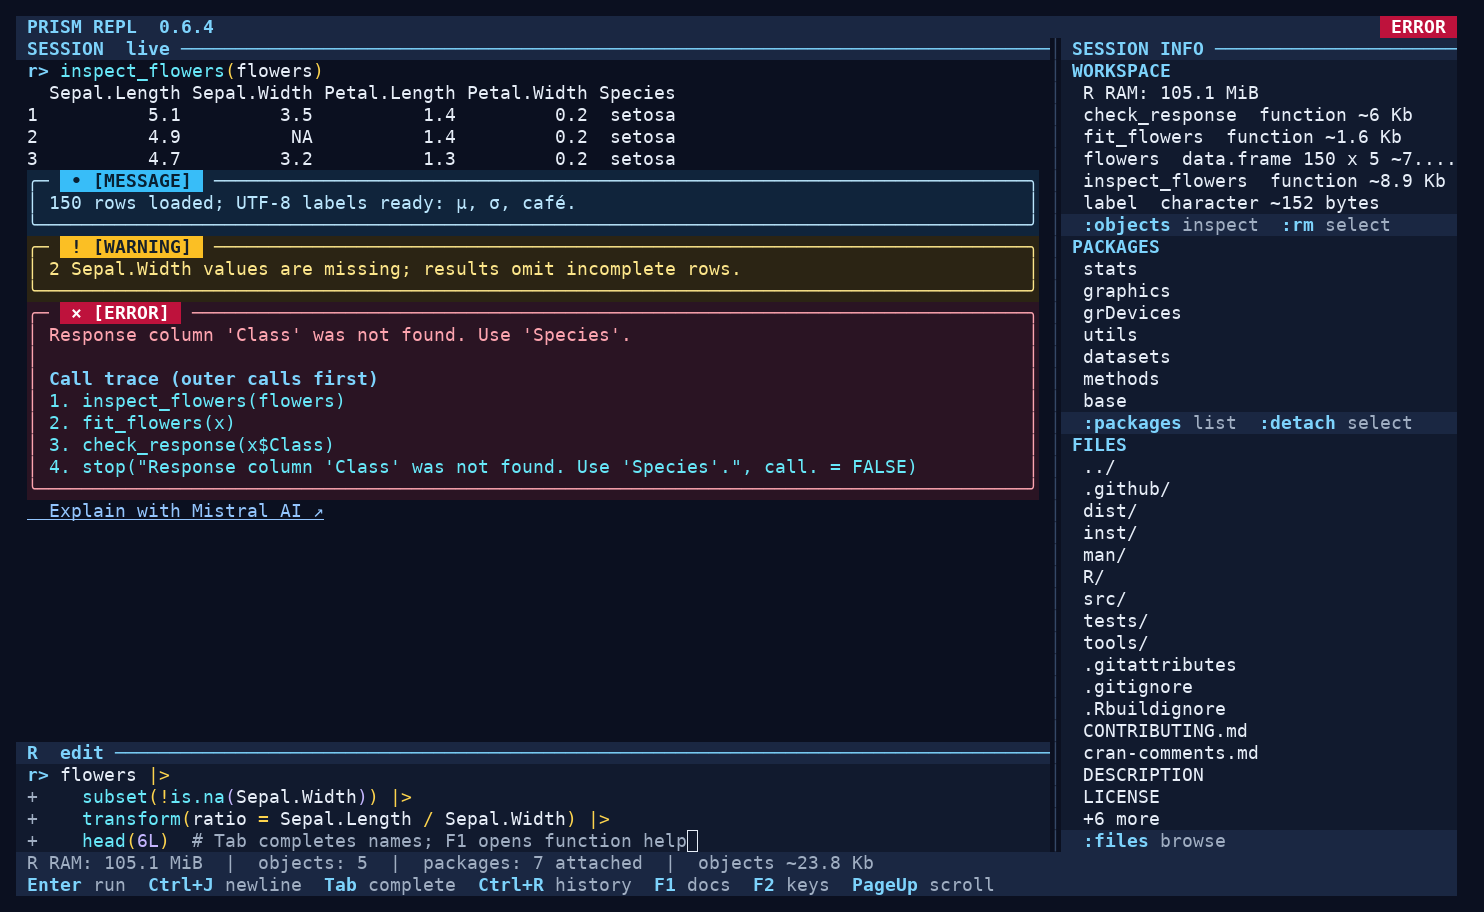 PRISM REPL  0.6.4
ERROR
SESSION  live
r> inspect_flowers(flowers)
  Sepal.Length Sepal.Width Petal.Length Petal.Width Species
1          5.1         3.5          1.4         0.2  setosa
2          4.9          NA          1.4         0.2  setosa
3          4.7         3.2          1.3         0.2  setosa
• [MESSAGE]
150 rows loaded; UTF-8 labels ready: μ, σ, café.
! [WARNING]
2 Sepal.Width values are missing; results omit incomplete rows.
× [ERROR]
Response column 'Class' was not found. Use 'Species'.
Call trace (outer calls first)
1. inspect_flowers(flowers)
2. fit_flowers(x)
3. check_response(x$Class)
4. stop("Response column 'Class' was not found. Use 'Species'.", call. = FALSE)
Explain with Mistral AI ↗
R  edit
r> flowers |>
+    subset(!is.na(Sepal.Width)) |>
+    transform(ratio = Sepal.Length / Sepal.Width) |>
+    head(6L)  # Tab completes names; F1 opens function help
SESSION INFO
WORKSPACE
R RAM: 105.1 MiB
check_response  function ~6 Kb
fit_flowers  function ~1.6 Kb
flowers  data.frame 150 x 5 ~7....
inspect_flowers  function ~8.9 Kb
label  character ~152 bytes
:objects inspect  :rm select
PACKAGES
stats
graphics
grDevices
utils
datasets
methods
base
:packages list  :detach select
FILES
../
.github/
dist/
inst/
man/
R/
src/
tests/
tools/
.gitattributes
.gitignore
.Rbuildignore
CONTRIBUTING.md
cran-comments.md
DESCRIPTION
LICENSE
+6 more
:files browse
R RAM: 105.1 MiB  |  objects: 5  |  packages: 7 attached  |  objects ~23.8 Kb
Enter run  Ctrl+J newline  Tab complete  Ctrl+R history  F1 docs  F2 keys  PageUp scroll